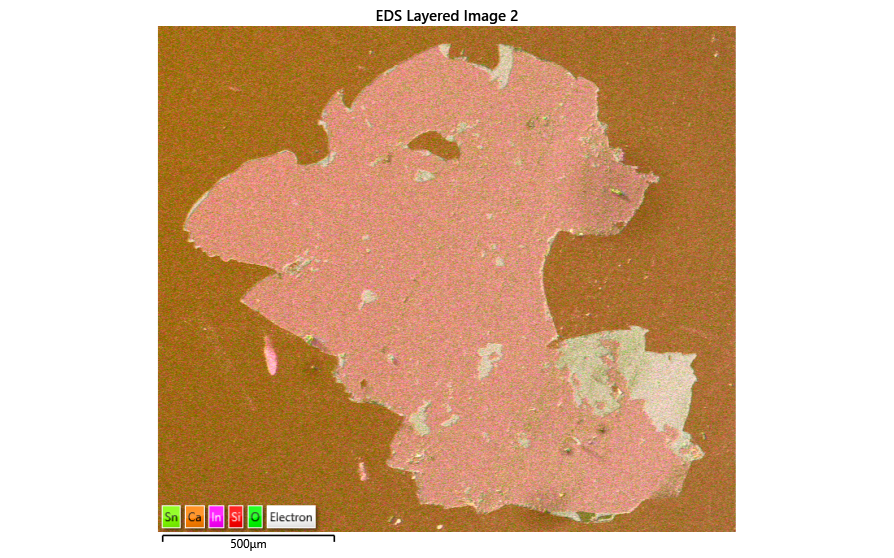 EDS Layered Image 2
Sn Ca In Si O Electron
500μm